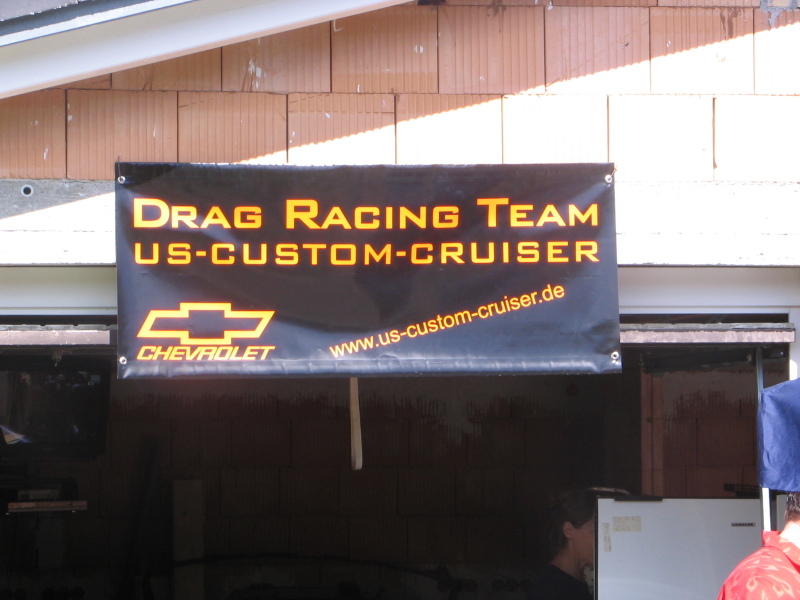 DRAG RACING TEAM
US-CUSTOM-CRUISER
www.us-custom-cruiser.de
CHEVROLET